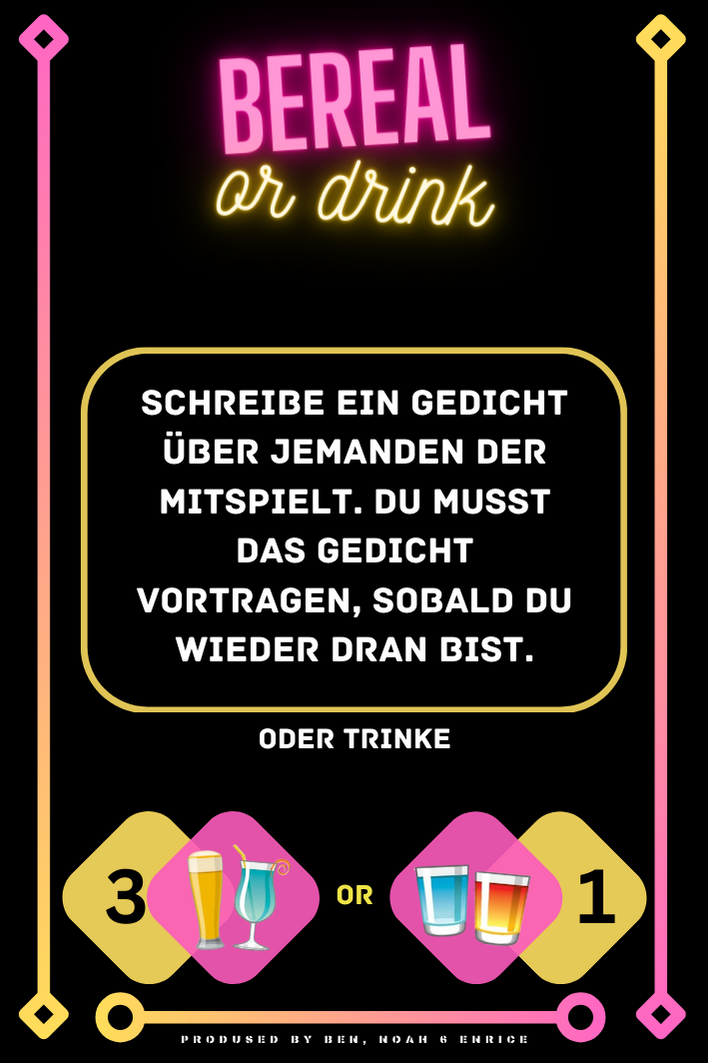 BEREAL
or drink
SCHREIBE EIN GEDICHT
ÜBER JEMANDEN DER
MITSPIELT. DU MUSST
DAS GEDICHT
VORTRAGEN, SOBALD DU
WIEDER DRAN BIST.
ODER TRINKE
3 OR 1
PRODUSED BY BEN, NOAH & ENRICE